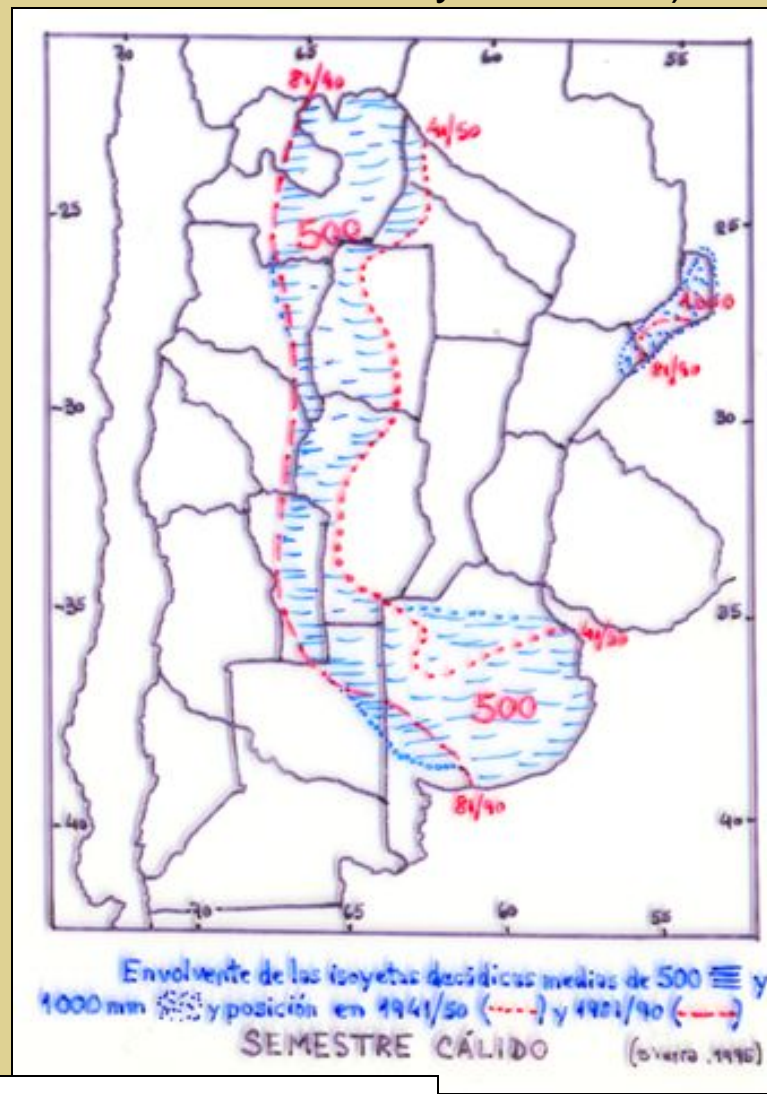 70 65 60 55
81/90
41/50
-25 25
500
1000
81/90
-30 30
-35 35
41/50
500
81/90
-40 40-
-70- 65 60 55
Envolvente de las isoyetas decádicas medias de 500 y
1000 mm y posición en 1941/50 (-----) y 1981/90 (-----)
SEMESTRE CÁLIDO